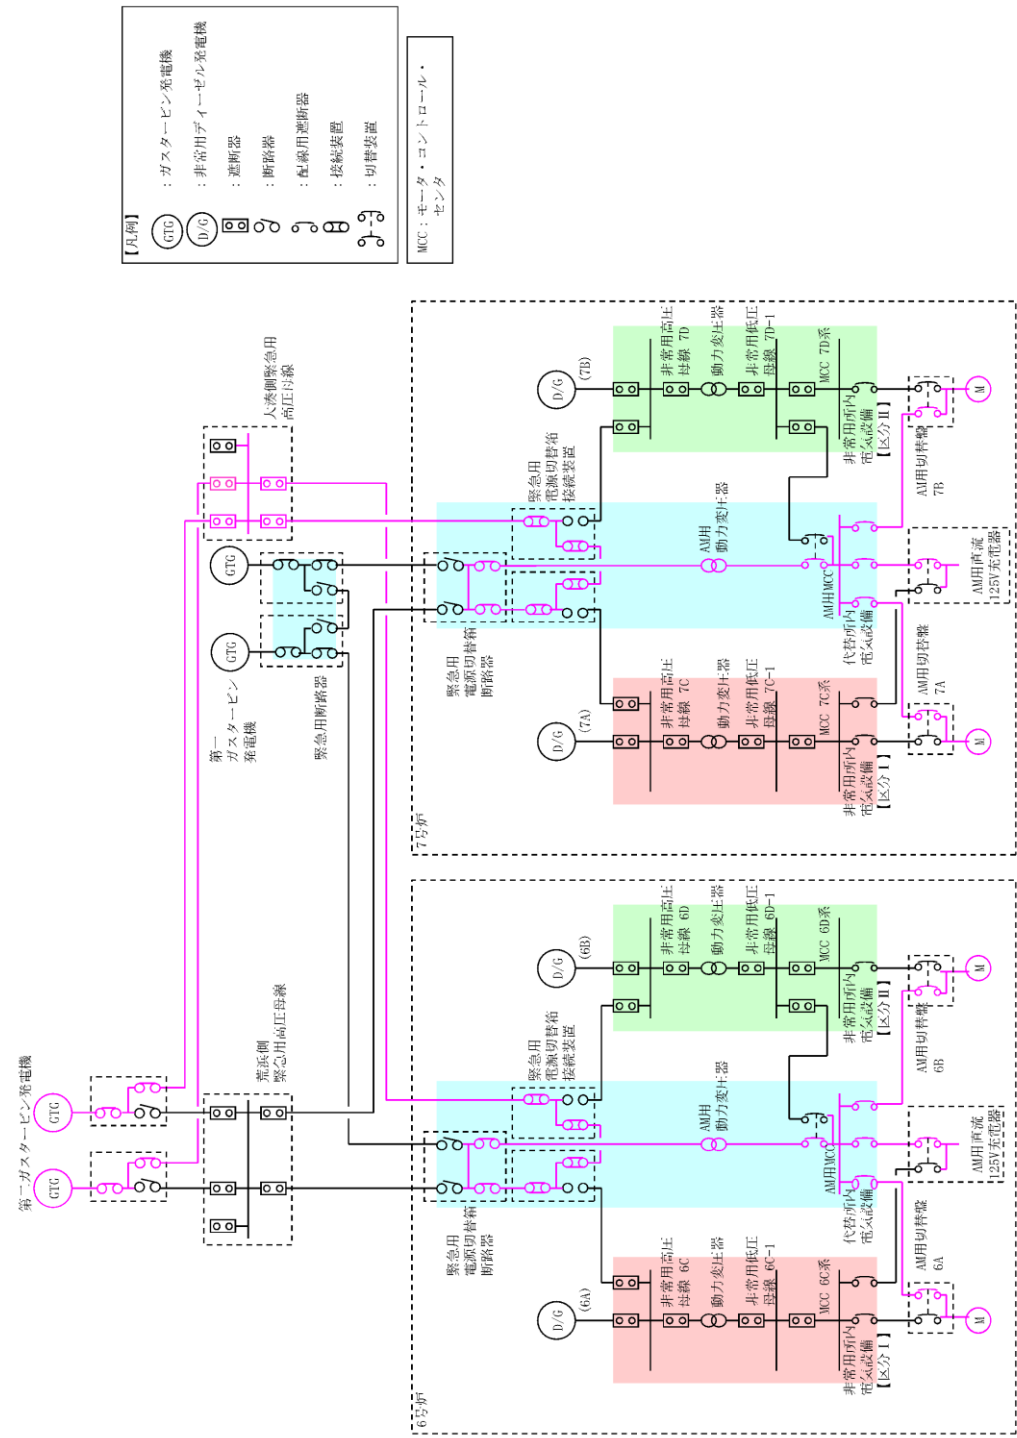 【凡例】
GTG
：ガスタービン発電機
D/G
：非常用ディーゼル発電機
：遮断器
：断路器
：配線用遮断器
：接続装置
：切替装置
MCC：モータ・コントロール・
センタ
第二ガスタービン発電機
GTG
GTG
荒浜側
緊急用高圧母線
大湊側緊急用
高圧母線
第一
ガスタービン
発電機
GTG
GTG
緊急用断路器
6号炉
緊急用
電源切替箱
断路器
緊急用
電源切替箱
接続装置
D/G
(6A)
D/G
(6B)
非常用高圧
母線 6C
動力変圧器
非常用低圧
母線 6C-1
MCC 6C系
非常用所内
電気設備
【区分Ⅰ】
AM用
動力変圧器
AM用MCC
代替所内
電気設備
非常用高圧
母線 6D
動力変圧器
非常用低圧
母線 6D-1
MCC 6D系
非常用所内
電気設備
【区分Ⅱ】
AM用切替盤
6A
M
AM用直流
125V充電器
AM用切替盤
6B
M
7号炉
緊急用
電源切替箱
断路器
緊急用
電源切替箱
接続装置
D/G
(7A)
D/G
(7B)
非常用高圧
母線 7C
動力変圧器
非常用低圧
母線 7C-1
MCC 7C系
非常用所内
電気設備
【区分Ⅰ】
AM用
動力変圧器
AM用MCC
代替所内
電気設備
非常用高圧
母線 7D
動力変圧器
非常用低圧
母線 7D-1
MCC 7D系
非常用所内
電気設備
【区分Ⅱ】
AM用切替盤
7A
M
AM用直流
125V充電器
AM用切替盤
7B
M